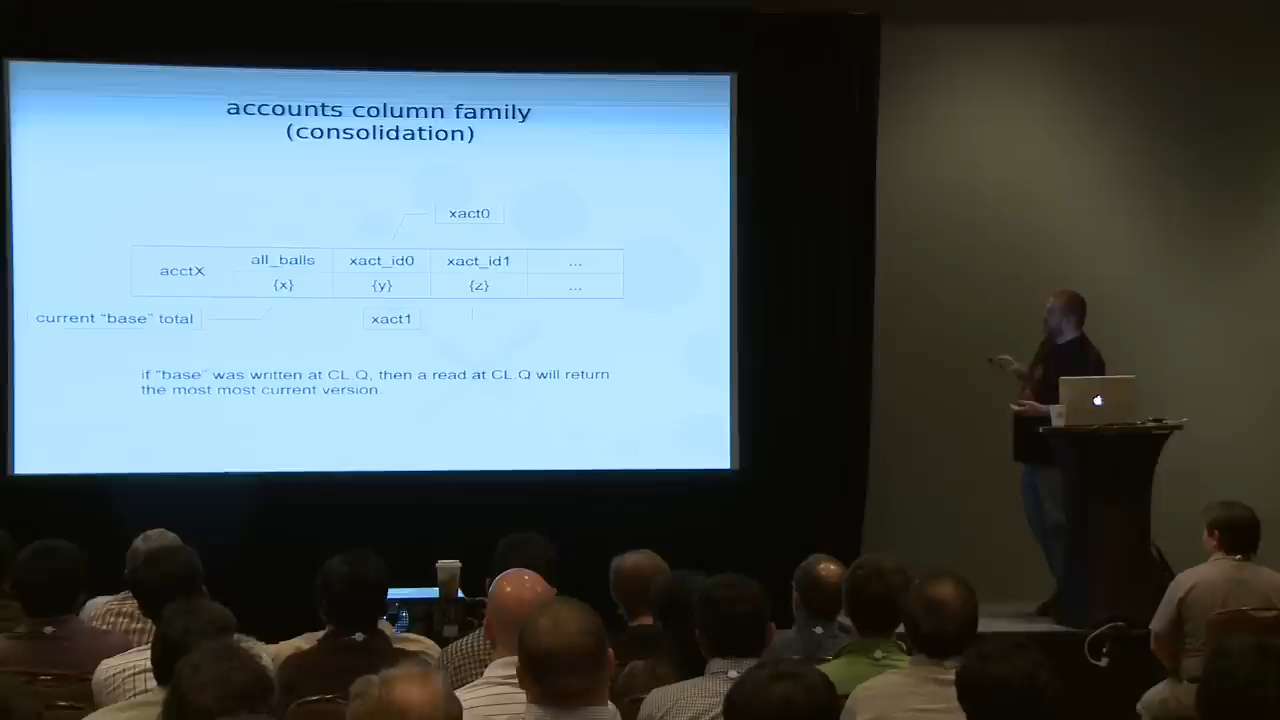 accounts column family
(consolidation)
xact0
acctX
all_balls
xact_id0
xact_id1
...
{x}
{y}
{z}
...
current "base" total
xact1
if "base" was written at CL.Q, then a read at CL.Q will return
the most most current version.